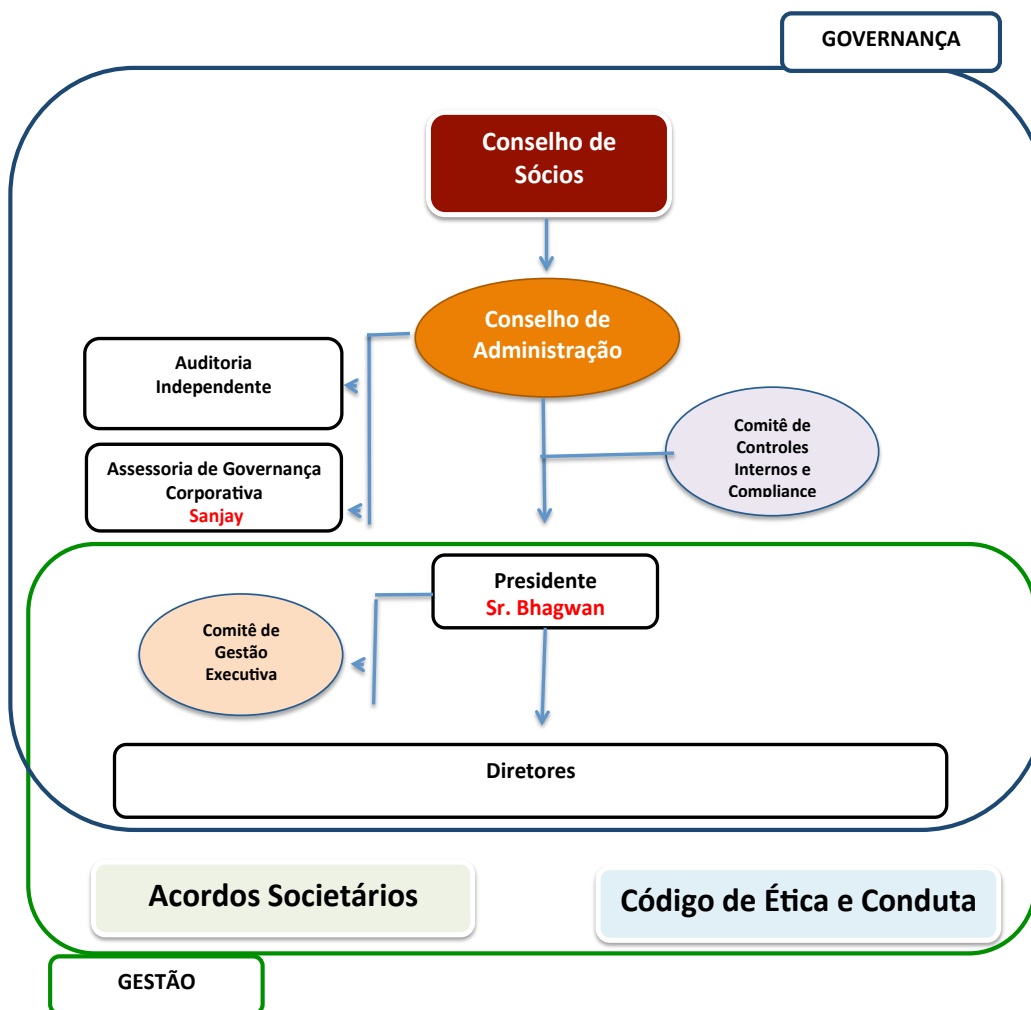 GOVERNANÇA
Conselho de
Sócios
Conselho de
Administração
Auditoria
Independente
Comitê de
Controles
Internos e
Compliance
Assessoria de Governança
Corporativa
Sanjay
Presidente
Sr. Bhagwan
Comitê de
Gestão
Executiva
Diretores
Acordos Societários
Código de Ética e Conduta
GESTÃO